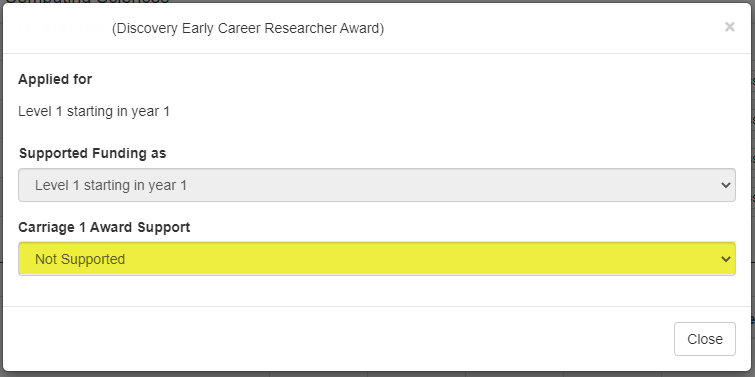 (Discovery Early Career Researcher Award)
×
Applied for
Level 1 starting in year 1
Supported Funding as
Level 1 starting in year 1
Carriage 1 Award Support
Not Supported
Close